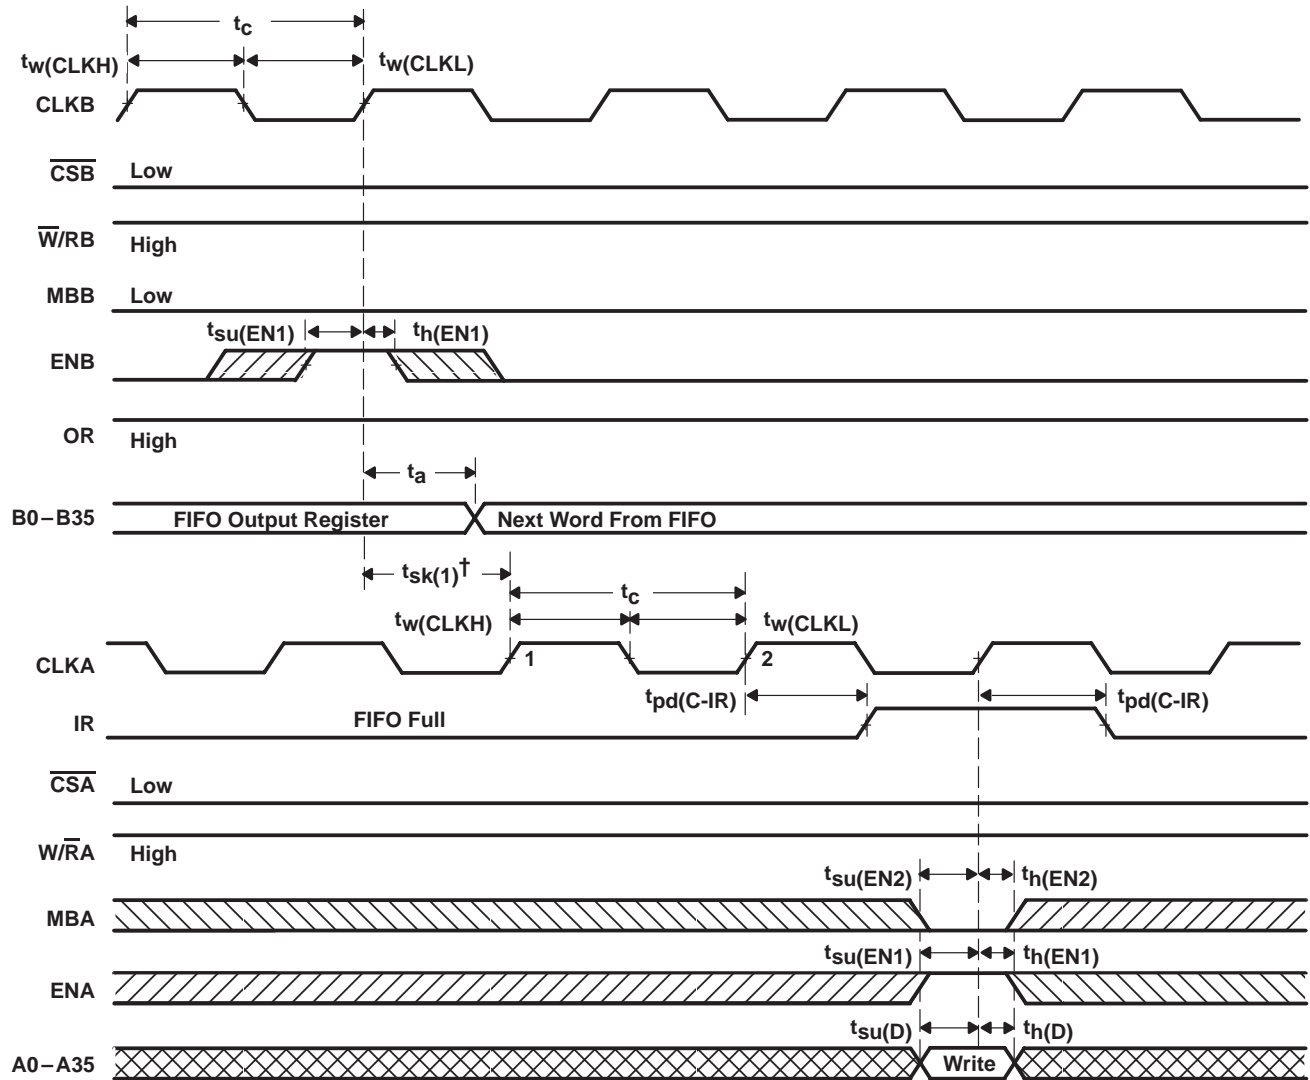 tc
tw(CLKH)
tw(CLKL)
CLKB
CSB
Low
W/RB
High
MBB
Low
tsu(EN1)
th(EN1)
ENB
OR
High
ta
B0–B35
FIFO Output Register
Next Word From FIFO
tsk(1)†
tc
tw(CLKH)
tw(CLKL)
CLKA
1
2
tpd(C-IR)
tpd(C-IR)
IR
FIFO Full
CSA
Low
W/RA
High
tsu(EN2)
th(EN2)
MBA
tsu(EN1)
th(EN1)
ENA
tsu(D)
th(D)
A0–A35
Write